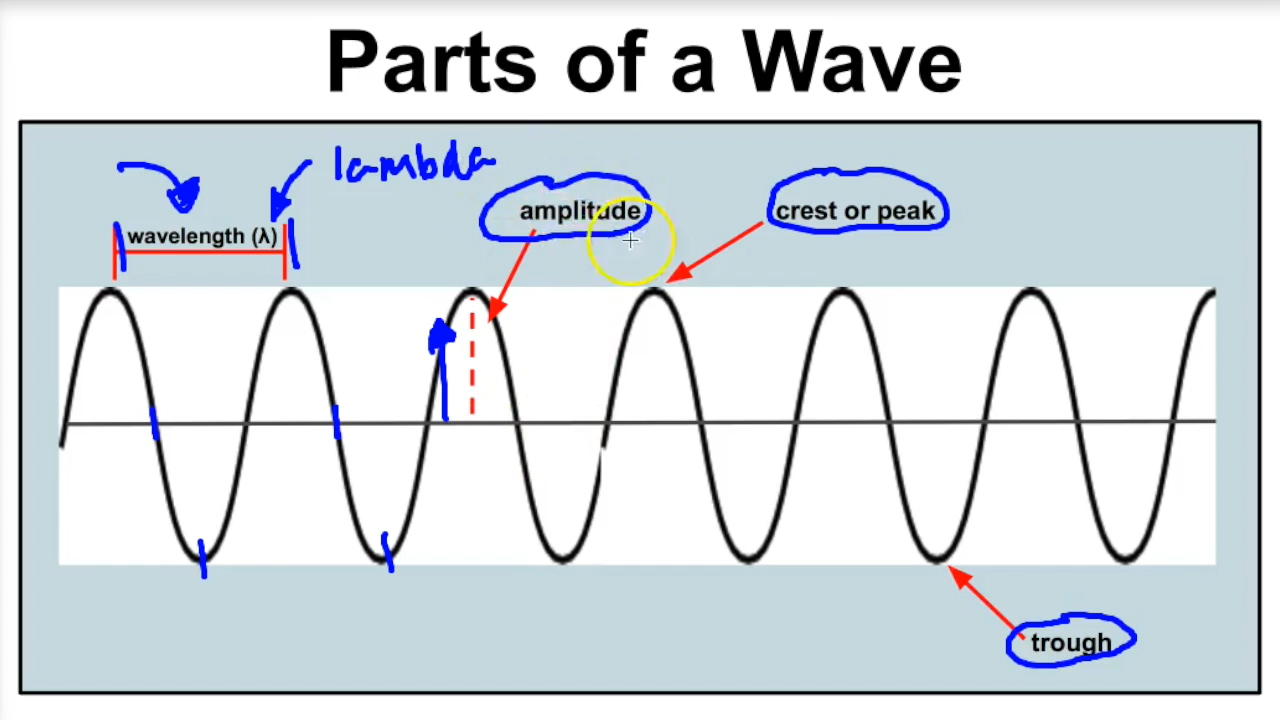 Parts of a Wave
lambda
amplitude
crest or peak
wavelength (λ)
trough